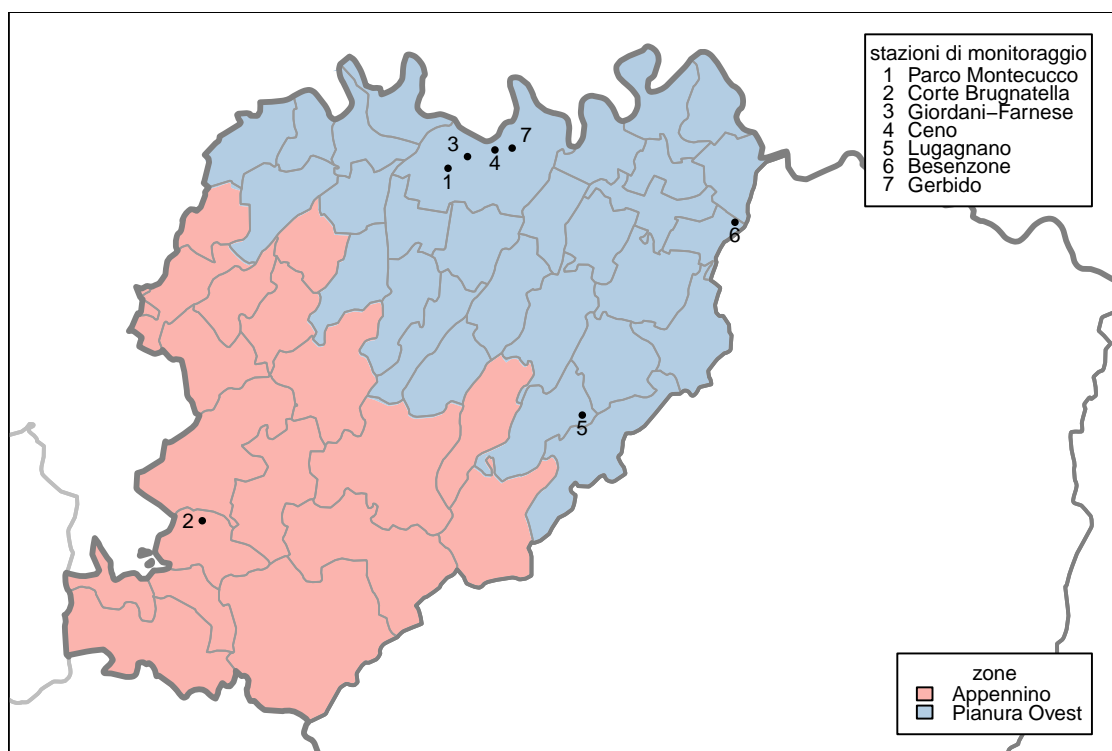 stazioni di monitoraggio
1 Parco Montecucco
2 Corte Brugnatella
3 Giordani−Farnese
4 Ceno
5 Lugagnano
6 Besenzone
7 Gerbido
3
4
7
1
6
5
2
zone
Appennino
Pianura Ovest